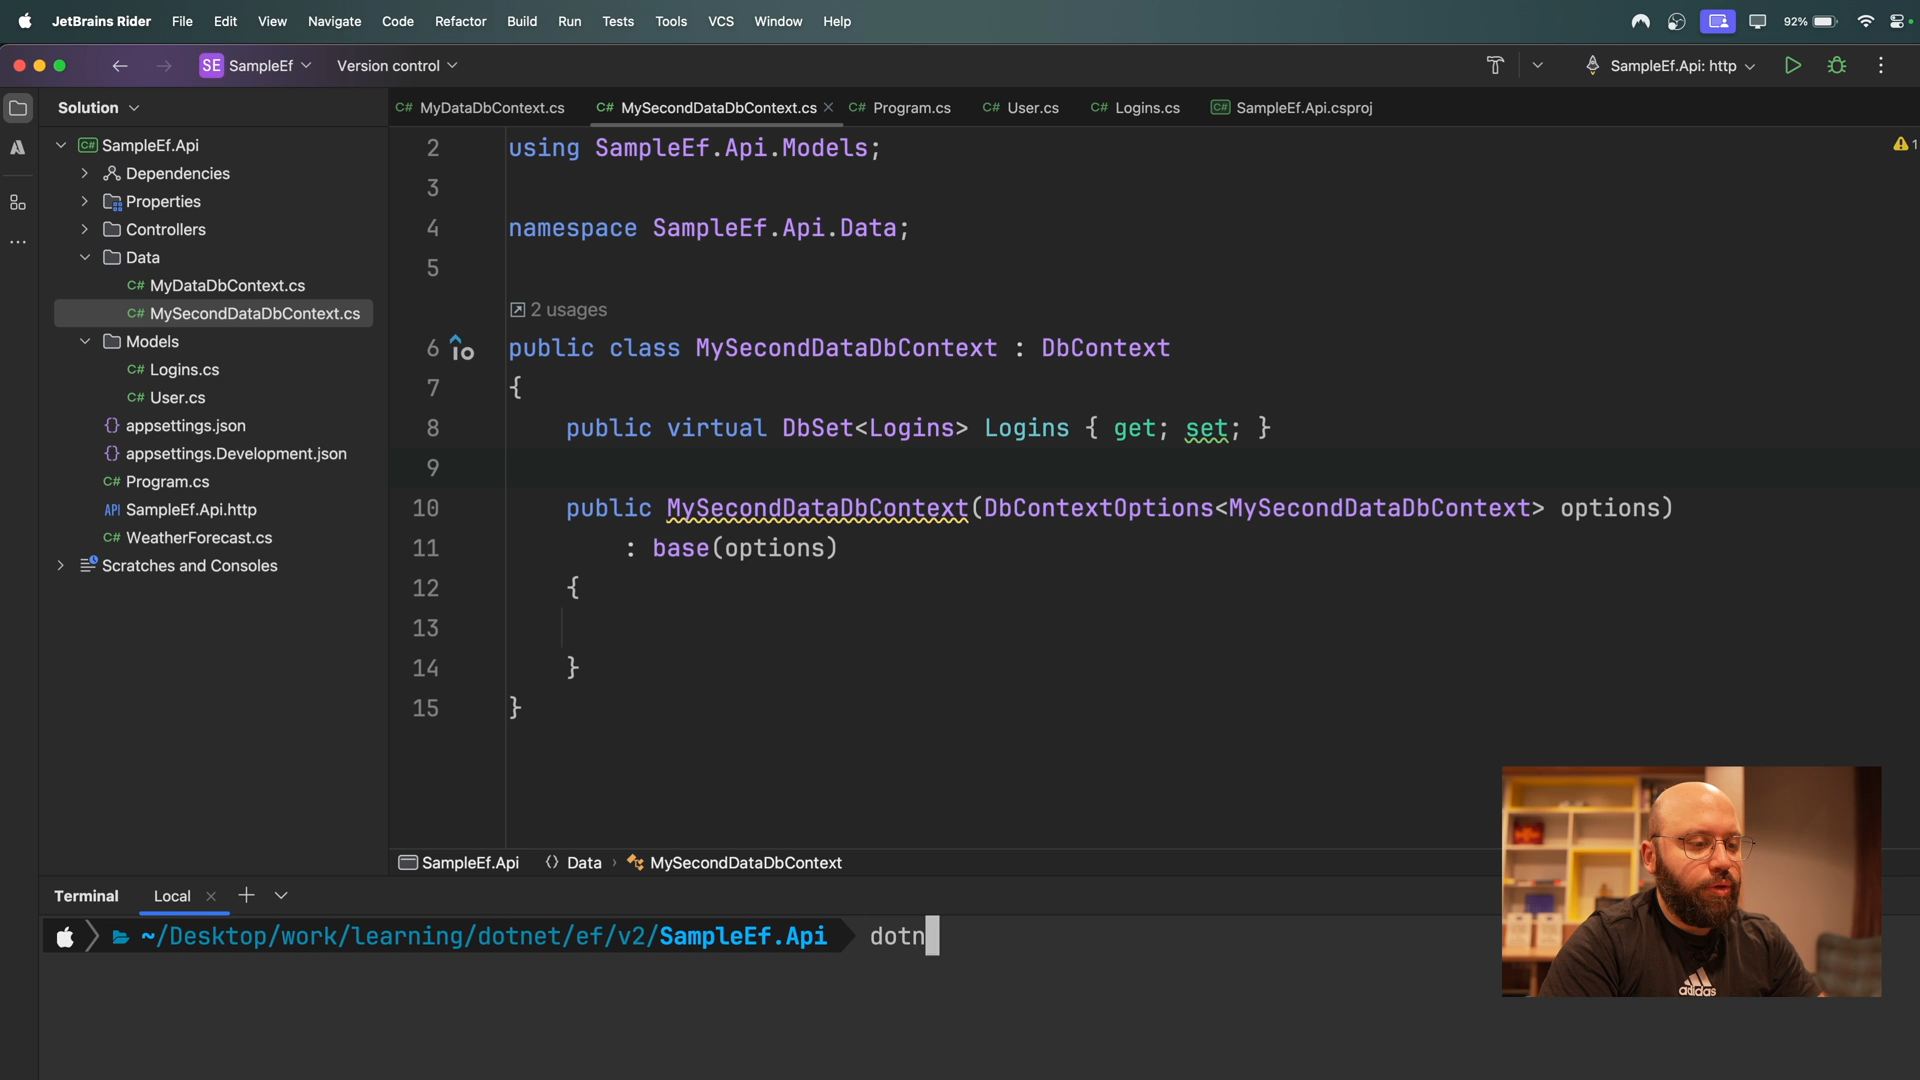 JetBrains Rider File Edit View Navigate Code Refactor Build Run Tests Tools VCS Window Help 92%
SE SampleEf Version control SampleEf.Api: http
Solution
MyDataDbContext.cs MySecondDataDbContext.cs Program.cs User.cs Logins.cs SampleEf.Api.csproj
SampleEf.Api
Dependencies
Properties
Controllers
Data
C# MyDataDbContext.cs
C# MySecondDataDbContext.cs
Models
C# Logins.cs
C# User.cs
{} appsettings.json
{} appsettings.Development.json
C# Program.cs
API SampleEf.Api.http
C# WeatherForecast.cs
Scratches and Consoles
1
2 using SampleEf.Api.Models;
3
4 namespace SampleEf.Api.Data;
5
2 usages
6 public class MySecondDataDbContext : DbContext
7 {
8 public virtual DbSet<Logins> Logins { get; set; }
9
10 public MySecondDataDbContext(DbContextOptions<MySecondDataDbContext> options)
11 : base(options)
12 {
13
14 }
15 }
SampleEf.Api Data MySecondDataDbContext
Terminal Local
~/Desktop/work/learning/dotnet/ef/v2/SampleEf.Api dotn
adidas